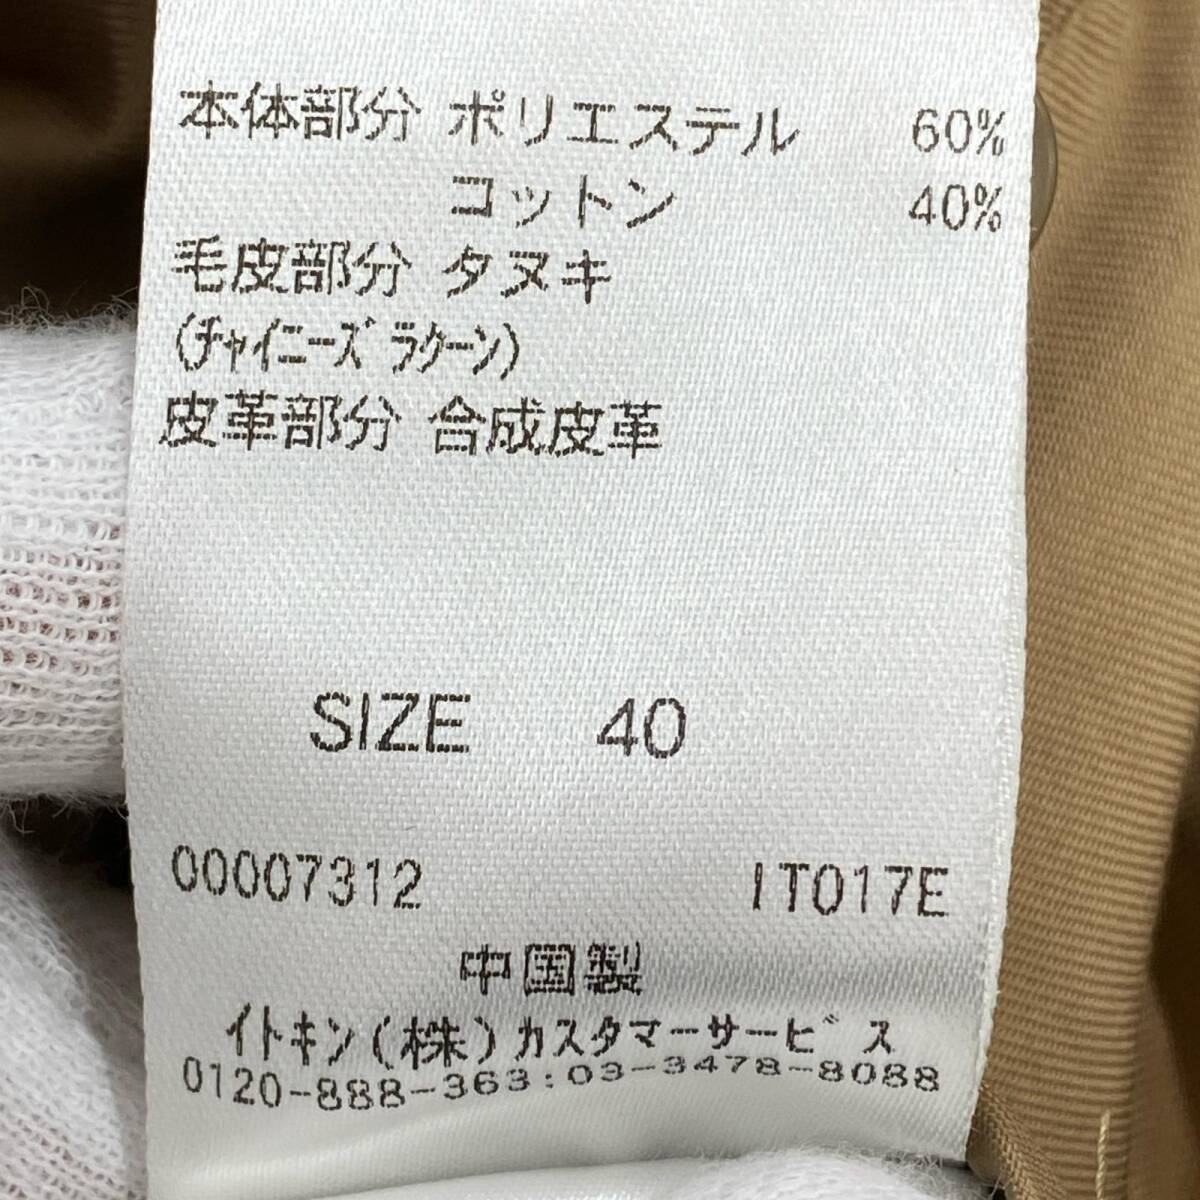 本体部分 ポリエステル 60%
コットン 40%
毛皮部分 タヌキ
(チャイニーズラクーン)
皮革部分 合成皮革
SIZE 40
00007312 IT017E
中国製
イトキン(株)カスタマーサービス
0120-888-363:03-3478-8088